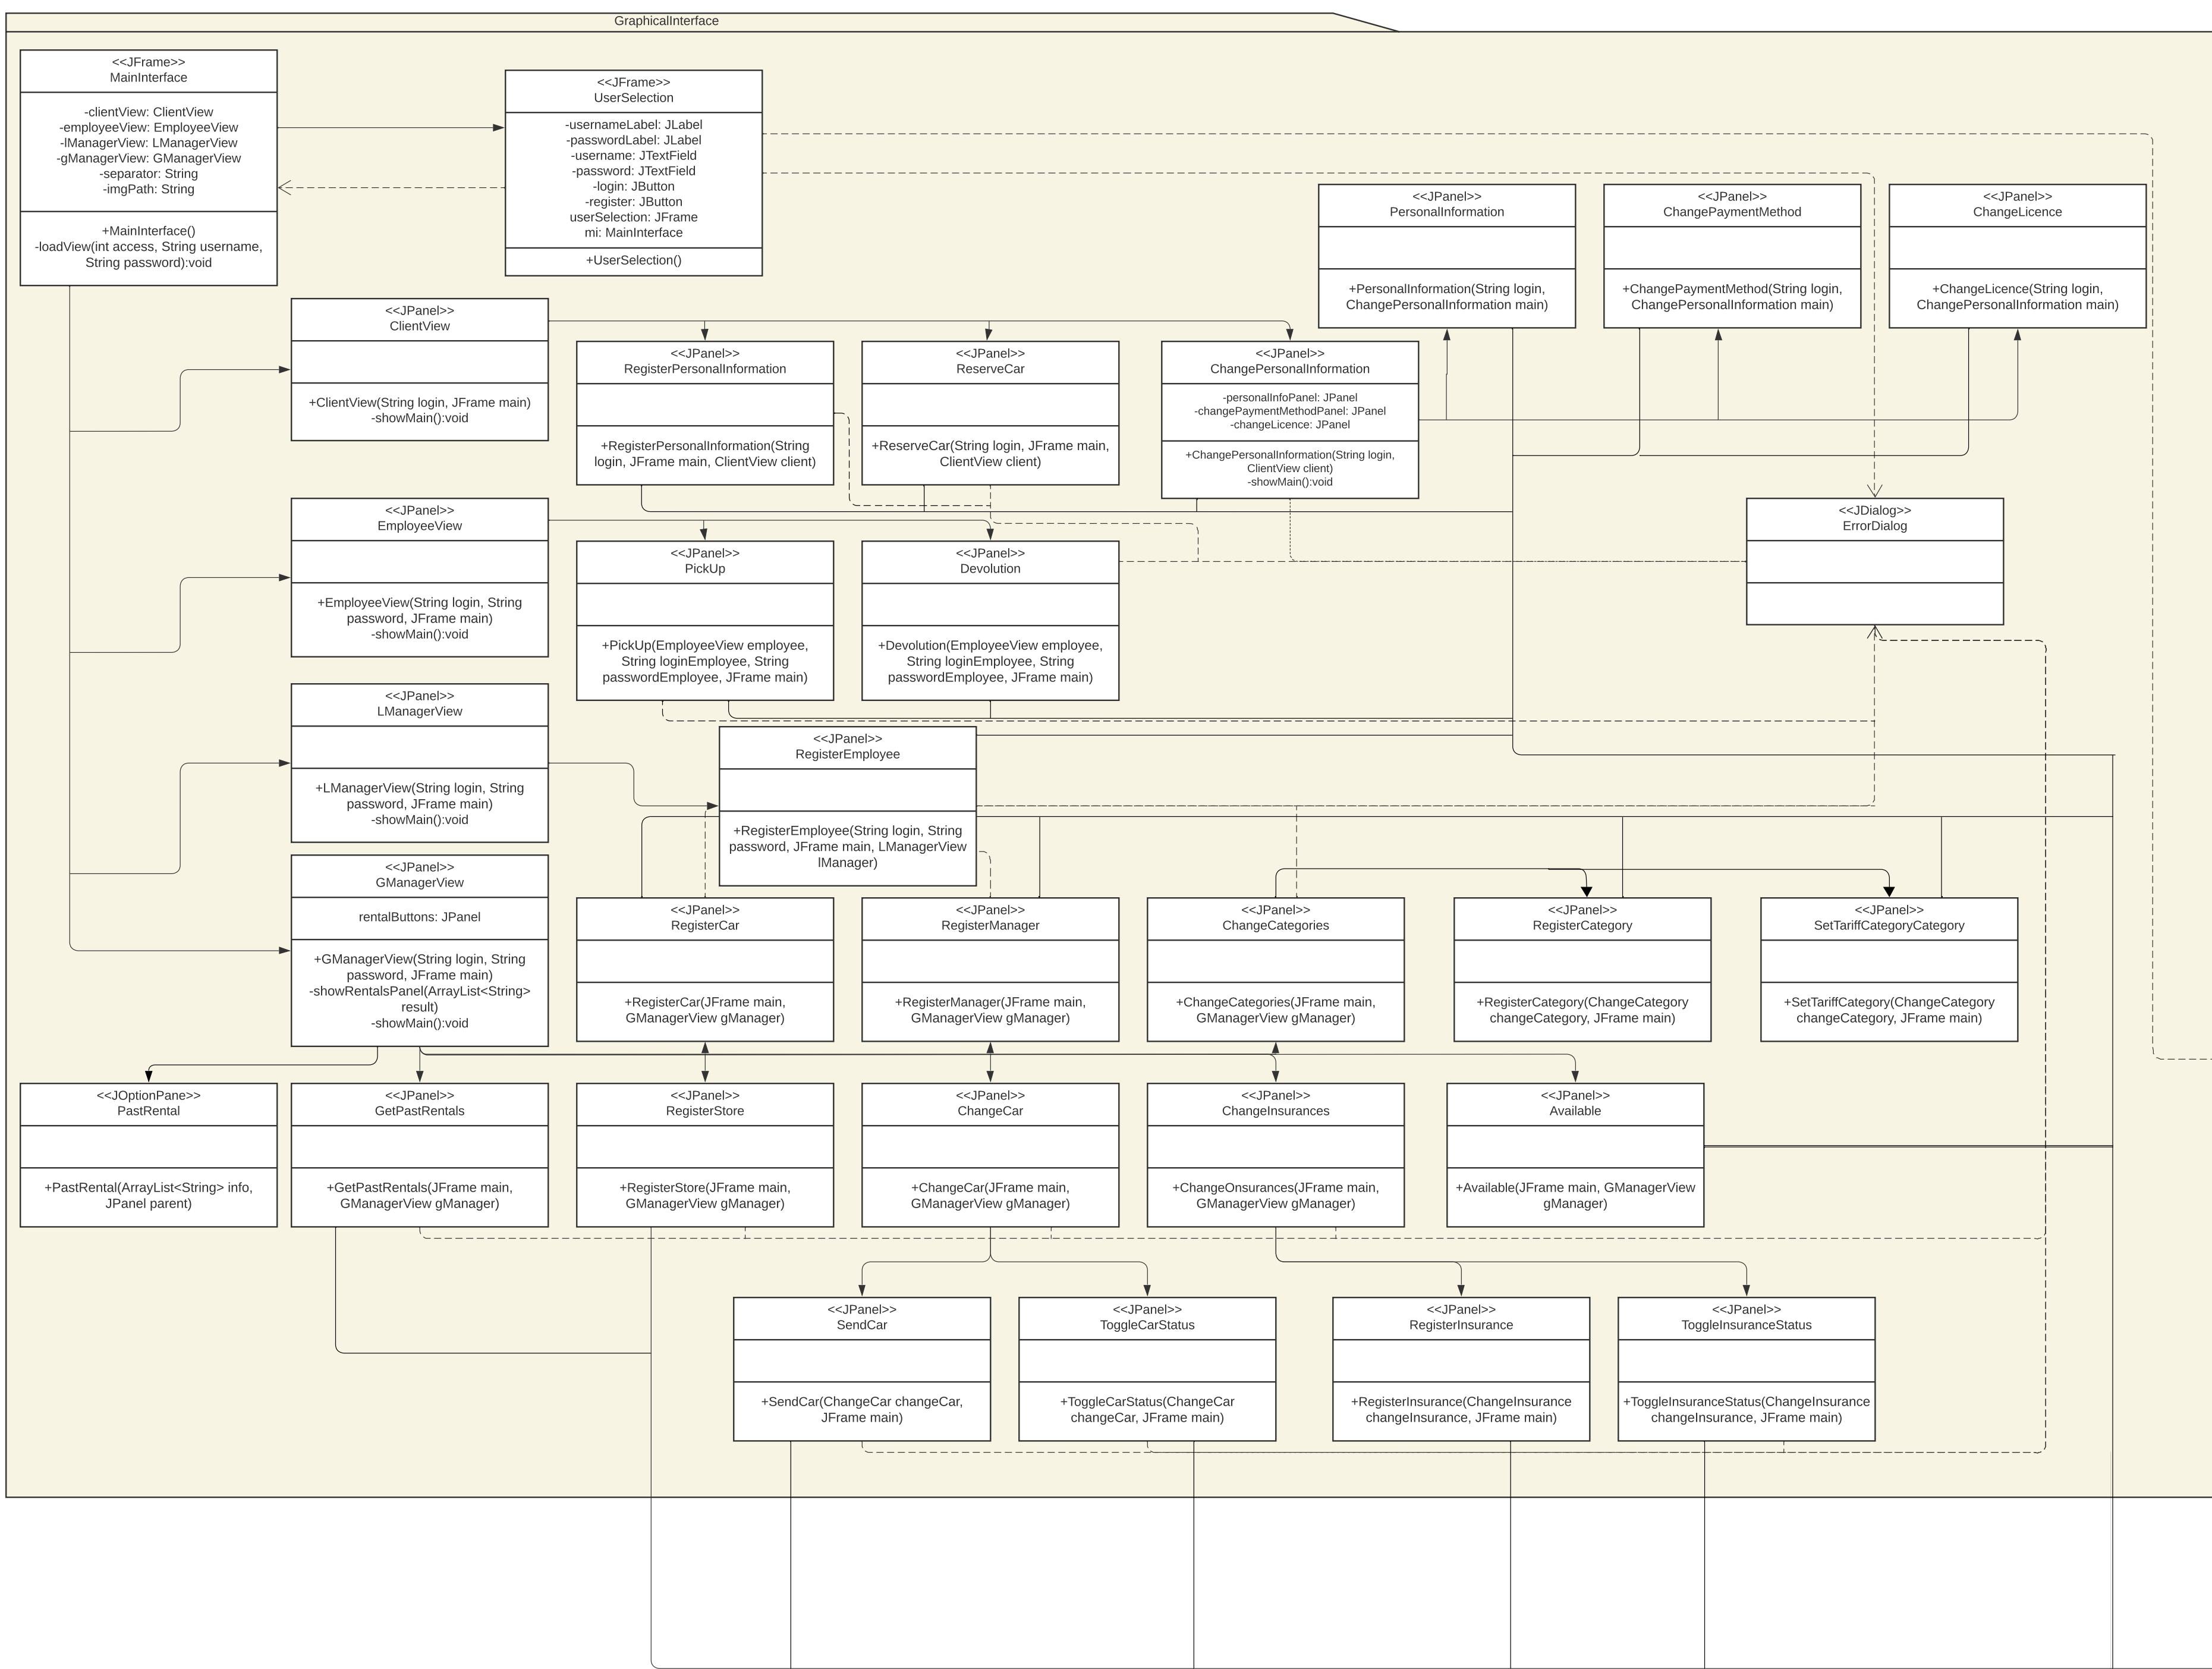 GraphicalInterface
<<JFrame>>
MainInterface
-clientView: ClientView
-employeeView: EmployeeView
-lManagerView: LManagerView
-gManagerView: GManagerView
-separator: String
-imgPath: String
+MainInterface()
-loadView(int access, String username,
String password):void
<<JFrame>>
UserSelection
-usernameLabel: JLabel
-passwordLabel: JLabel
-username: JTextField
-password: JTextField
-login: JButton
-register: JButton
userSelection: JFrame
mi: MainInterface
+UserSelection()
<<JPanel>>
PersonalInformation
+PersonalInformation(String login,
ChangePersonalInformation main)
<<JPanel>>
ChangePaymentMethod
+ChangePaymentMethod(String login,
ChangePersonalInformation main)
<<JPanel>>
ChangeLicence
+ChangeLicence(String login,
ChangePersonalInformation main)
<<JPanel>>
ClientView
+ClientView(String login, JFrame main)
-showMain():void
<<JPanel>>
RegisterPersonalInformation
+RegisterPersonalInformation(String
login, JFrame main, ClientView client)
<<JPanel>>
ReserveCar
+ReserveCar(String login, JFrame main,
ClientView client)
<<JPanel>>
ChangePersonalInformation
-personalInfoPanel: JPanel
-changePaymentMethodPanel: JPanel
-changeLicence: JPanel
+ChangePersonalInformation(String login,
ClientView client)
-showMain():void
<<JPanel>>
EmployeeView
+EmployeeView(String login, String
password, JFrame main)
-showMain():void
<<JPanel>>
PickUp
+PickUp(EmployeeView employee,
String loginEmployee, String
passwordEmployee, JFrame main)
<<JPanel>>
Devolution
+Devolution(EmployeeView employee,
String loginEmployee, String
passwordEmployee, JFrame main)
<<JDialog>>
ErrorDialog
<<JPanel>>
LManagerView
+LManagerView(String login, String
password, JFrame main)
-showMain():void
<<JPanel>>
RegisterEmployee
+RegisterEmployee(String login, String
password, JFrame main, LManagerView
lManager)
<<JPanel>>
GManagerView
rentalButtons: JPanel
+GManagerView(String login, String
password, JFrame main)
-showRentalsPanel(ArrayList<String>
result)
-showMain():void
<<JPanel>>
RegisterCar
+RegisterCar(JFrame main,
GManagerView gManager)
<<JPanel>>
RegisterManager
+RegisterManager(JFrame main,
GManagerView gManager)
<<JPanel>>
ChangeCategories
+ChangeCategories(JFrame main,
GManagerView gManager)
<<JPanel>>
RegisterCategory
+RegisterCategory(ChangeCategory
changeCategory, JFrame main)
<<JPanel>>
SetTariffCategoryCategory
+SetTariffCategory(ChangeCategory
changeCategory, JFrame main)
<<JOptionPane>>
PastRental
+PastRental(ArrayList<String> info,
JPanel parent)
<<JPanel>>
GetPastRentals
+GetPastRentals(JFrame main,
GManagerView gManager)
<<JPanel>>
RegisterStore
+RegisterStore(JFrame main,
GManagerView gManager)
<<JPanel>>
ChangeCar
+ChangeCar(JFrame main,
GManagerView gManager)
<<JPanel>>
ChangeInsurances
+ChangeOnsurances(JFrame main,
GManagerView gManager)
<<JPanel>>
Available
+Available(JFrame main, GManagerView
gManager)
<<JPanel>>
SendCar
+SendCar(ChangeCar changeCar,
JFrame main)
<<JPanel>>
ToggleCarStatus
+ToggleCarStatus(ChangeCar
changeCar, JFrame main)
<<JPanel>>
RegisterInsurance
+RegisterInsurance(ChangeInsurance
changeInsurance, JFrame main)
<<JPanel>>
ToggleInsuranceStatus
+ToggleInsuranceStatus(ChangeInsurance
changeInsurance, JFrame main)